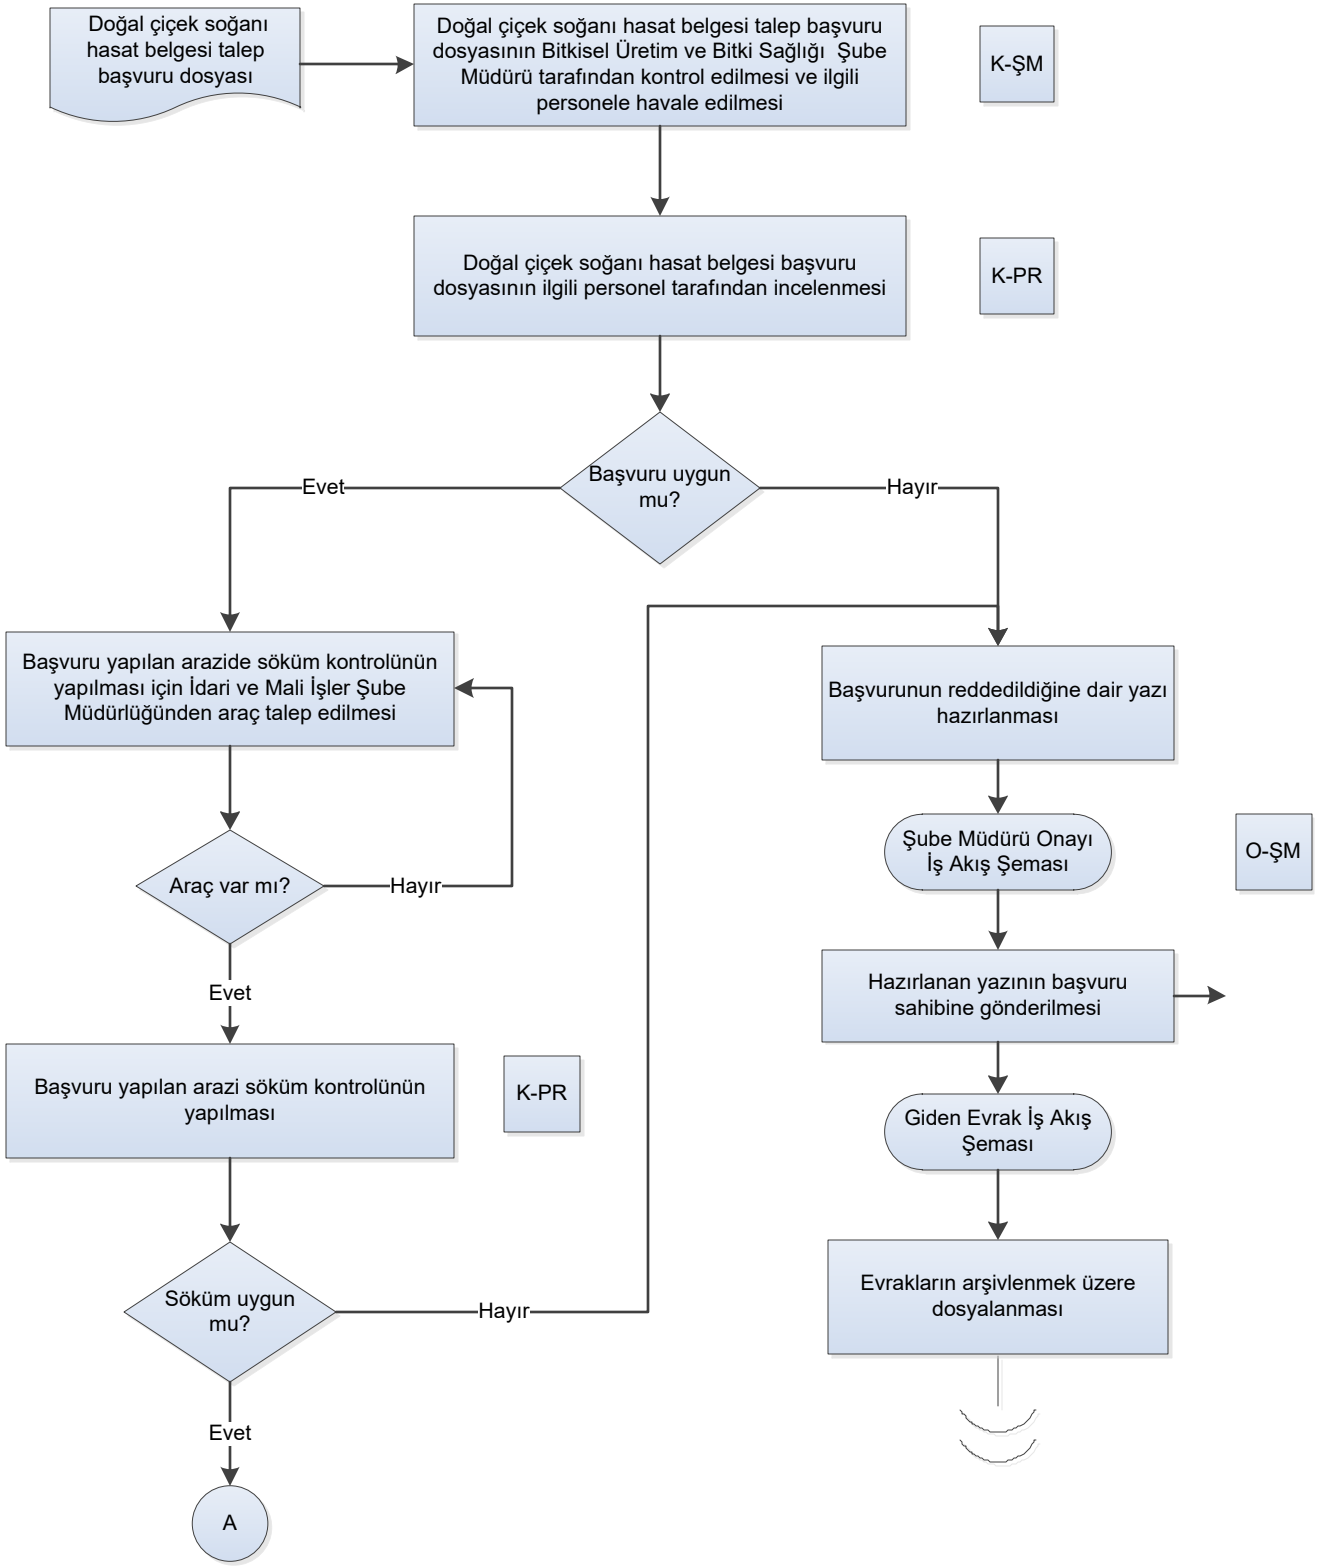 Doğal çiçek soğanı
hasat belgesi talep
başvuru dosyası
Doğal çiçek soğanı hasat belgesi talep başvuru
dosyasının Bitkisel Üretim ve Bitki Sağlığı  Şube
Müdürü tarafından kontrol edilmesi ve ilgili
personele havale edilmesi
K-ŞM
Doğal çiçek soğanı hasat belgesi başvuru
dosyasının ilgili personel tarafından incelenmesi
K-PR
Başvuru uygun
mu?
Evet
Hayır
Başvuru yapılan arazide söküm kontrolünün
yapılması için İdari ve Mali İşler Şube
Müdürlüğünden araç talep edilmesi
Başvurunun reddedildiğine dair yazı
hazırlanması
Araç var mı?
Hayır
Şube Müdürü Onayı
İş Akış Şeması
O-ŞM
Evet
Hazırlanan yazının başvuru
sahibine gönderilmesi
Başvuru yapılan arazi söküm kontrolünün
yapılması
K-PR
Giden Evrak İş Akış
Şeması
Söküm uygun
mu?
Hayır
Evrakların arşivlenmek üzere
dosyalanması
Evet
A